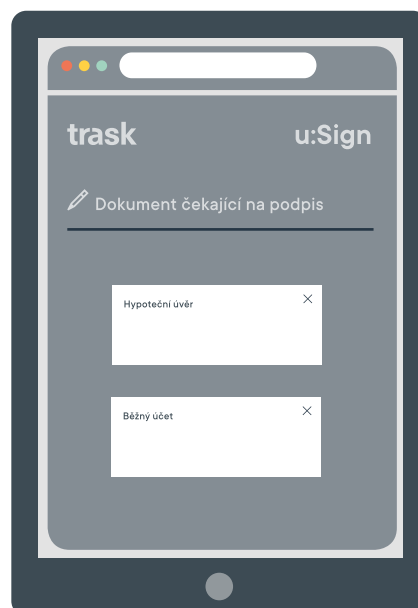 trask
u:Sign
Dokument čekající na podpis
Hypoteční úvěr
Běžný účet